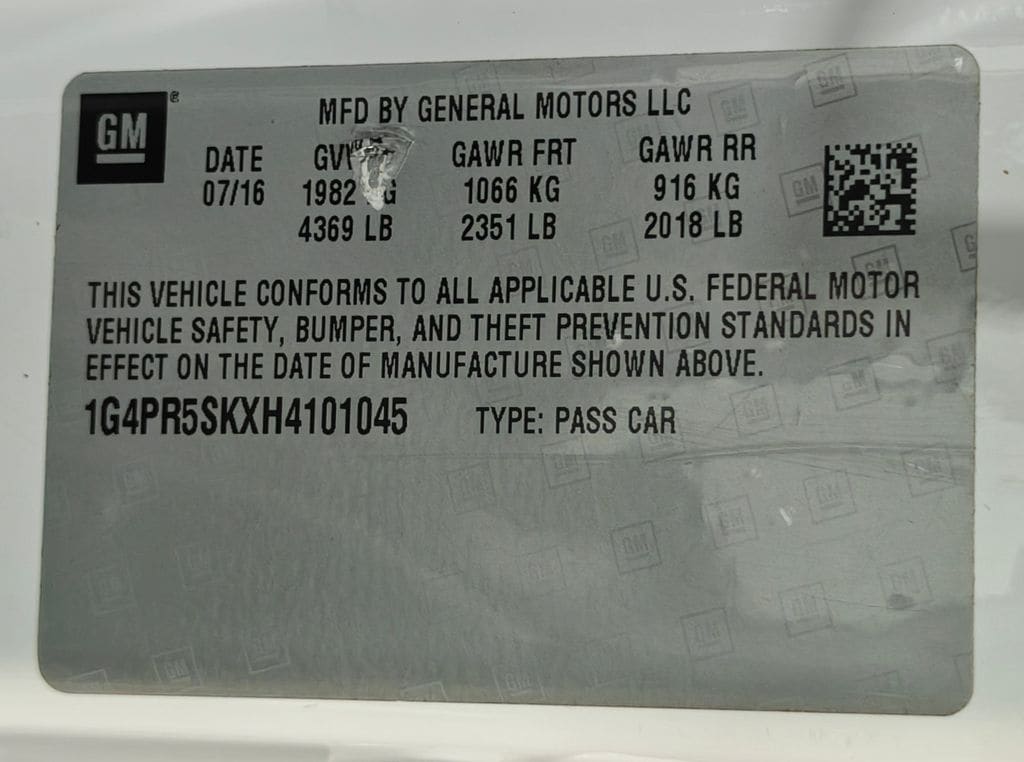 GM ®
MFD BY GENERAL MOTORS LLC
DATE GAWR FRT GAWR RR
07/16 1982 1066 KG 916 KG
4369 LB 2351 LB 2018 LB
THIS VEHICLE CONFORMS TO ALL APPLICABLE U.S. FEDERAL MOTOR
VEHICLE SAFETY, BUMPER, AND THEFT PREVENTION STANDARDS IN
EFFECT ON THE DATE OF MANUFACTURE SHOWN ABOVE.
1G4PR5SKXH4101045 TYPE: PASS CAR